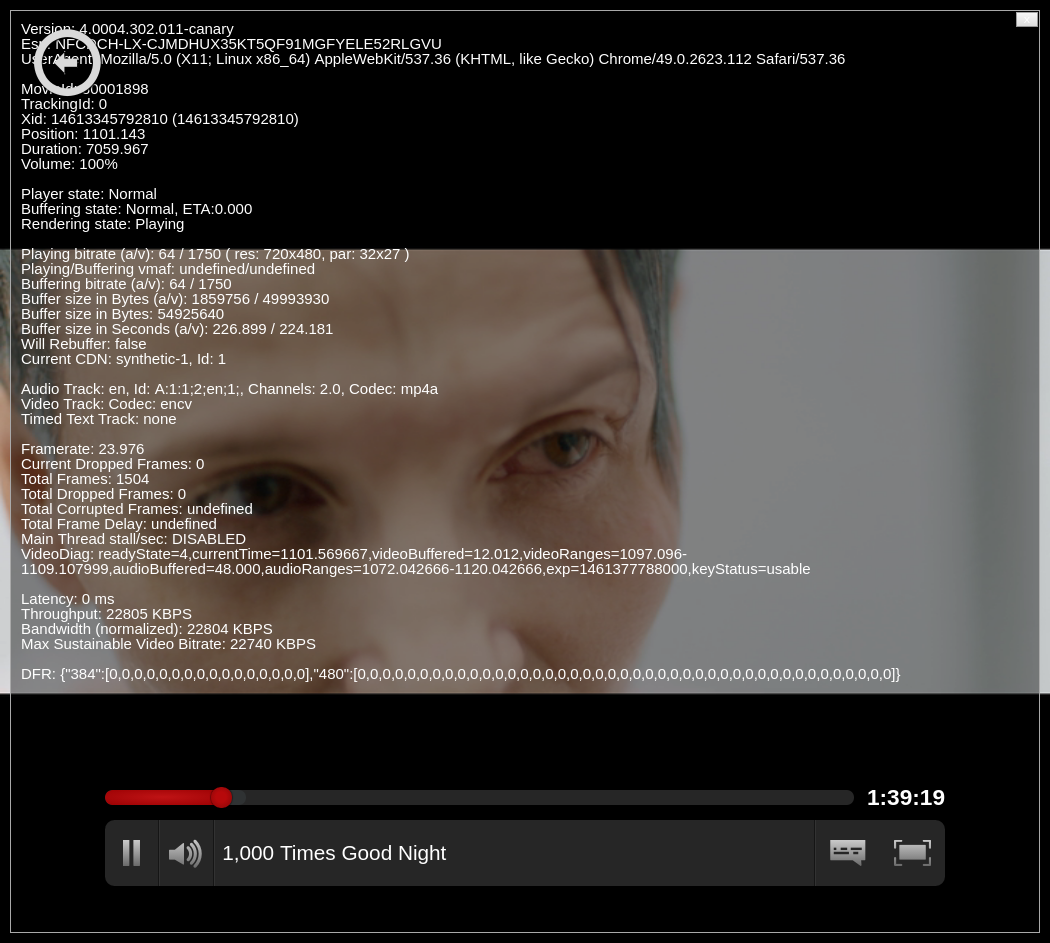 Version: 4.0004.302.011-canary
Esn: NFCDCH-LX-CJMDHUX35KT5QF91MGFYELE52RLGVU
UserAgent: Mozilla/5.0 (X11; Linux x86_64) AppleWebKit/537.36 (KHTML, like Gecko) Chrome/49.0.2623.112 Safari/537.36
MovieId: 80001898
TrackingId: 0
Xid: 14613345792810 (14613345792810)
Position: 1101.143
Duration: 7059.967
Volume: 100%
Player state: Normal
Buffering state: Normal, ETA:0.000
Rendering state: Playing
Playing bitrate (a/v): 64 / 1750 ( res: 720x480, par: 32x27 )
Playing/Buffering vmaf: undefined/undefined
Buffering bitrate (a/v): 64 / 1750
Buffer size in Bytes (a/v): 1859756 / 49993930
Buffer size in Bytes: 54925640
Buffer size in Seconds (a/v): 226.899 / 224.181
Will Rebuffer: false
Current CDN: synthetic-1, Id: 1
Audio Track: en, Id: A:1:1;2;en;1;, Channels: 2.0, Codec: mp4a
Video Track: Codec: encv
Timed Text Track: none
Framerate: 23.976
Current Dropped Frames: 0
Total Frames: 1504
Total Dropped Frames: 0
Total Corrupted Frames: undefined
Total Frame Delay: undefined
Main Thread stall/sec: DISABLED
VideoDiag: readyState=4,currentTime=1101.569667,videoBuffered=12.012,videoRanges=1097.096-
1109.107999,audioBuffered=48.000,audioRanges=1072.042666-1120.042666,exp=1461377788000,keyStatus=usable
Latency: 0 ms
Throughput: 22805 KBPS
Bandwidth (normalized): 22804 KBPS
Max Sustainable Video Bitrate: 22740 KBPS
DFR: {"384":[0,0,0,0,0,0,0,0,0,0,0,0,0,0,0,0],"480":[0,0,0,0,0,0,0,0,0,0,0,0,0,0,0,0,0,0,0,0,0,0,0,0,0,0,0,0,0,0,0,0,0,0,0,0,0,0,0,0,0,0,0]}
1:39:19
1,000 Times Good Night